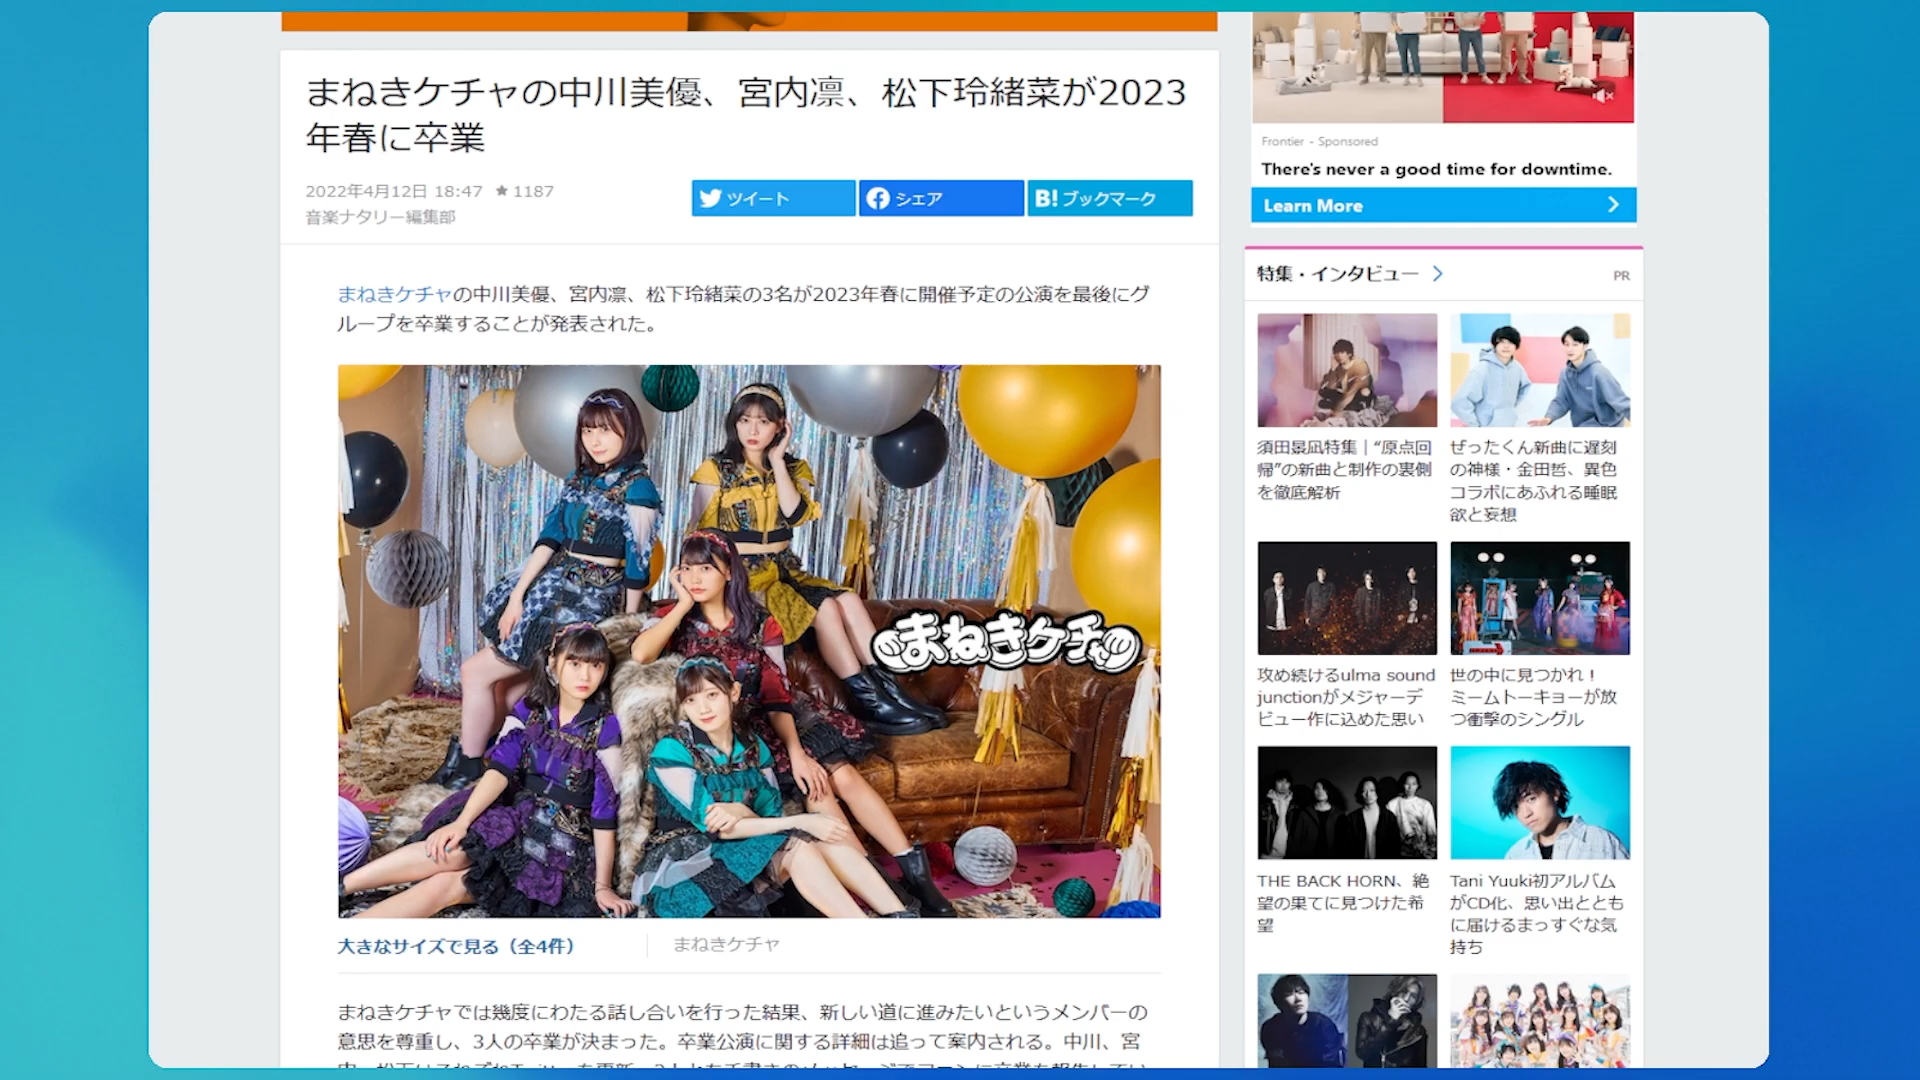 まねきケチャの中川美優、宮内凛、松下玲緒菜が2023
年春に卒業
2022年4月12日 18:47 ★ 1187
音楽ナタリー編集部
ツイート
シェア
B! ブックマーク
まねきケチャの中川美優、宮内凛、松下玲緒菜の3名が2023年春に開催予定の公演を最後にグ
ループを卒業することが発表された。
まねきケチャ
大きなサイズで見る（全4件）
まねきケチャ
まねきケチャでは幾度にわたる話し合いを行った結果、新しい道に進みたいというメンバーの
意思を尊重し、3人の卒業が決まった。卒業公演に関する詳細は追って案内される。中川、宮
Frontier - Sponsored
There's never a good time for downtime.
Learn More
特集・インタビュー
PR
須田景凪特集｜“原点回
帰”の新曲と制作の裏側
を徹底解析
ぜったくん新曲に遅刻
の神様・金田哲、異色
コラボにあふれる睡眠
欲と妄想
攻め続けるulma sound
junctionがメジャーデ
ビュー作に込めた思い
世の中に見つかれ！
ミームトーキョーが放
つ衝撃のシングル
THE BACK HORN、絶
望の果てに見つけた希
望
Tani Yuuki初アルバム
がCD化、思い出ととも
に届けるまっすぐな気
持ち